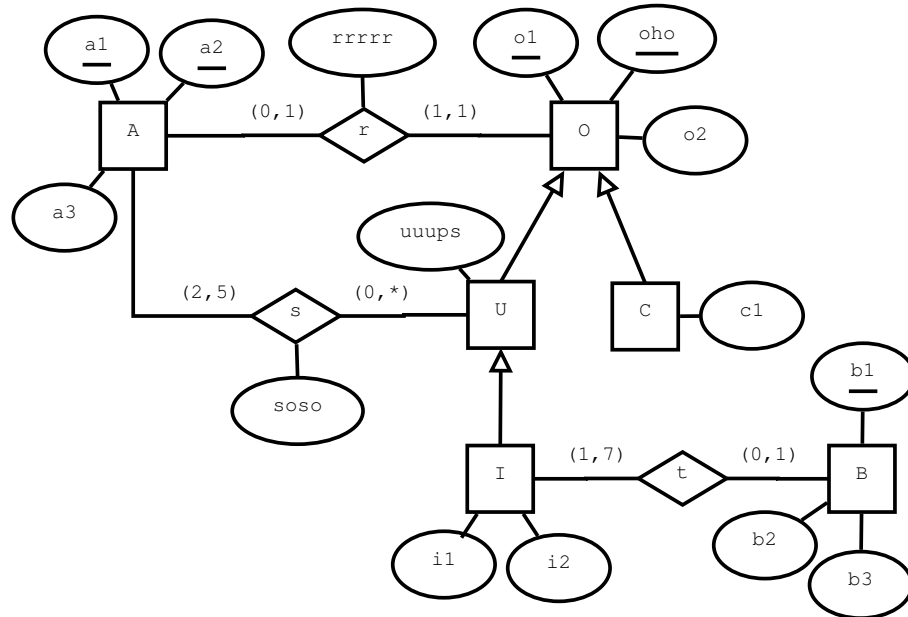 rrrrr
o1
oho
a1
a2
(0,1)
(1,1)
A
r
O
o2
a3
uuups
(2,5)
(0,*)
s
U
C
c1
b1
soso
(1,7)
(0,1)
I
t
B
b2
i1
i2
b3